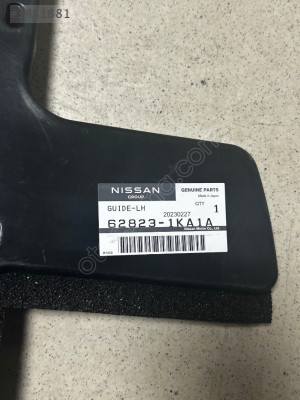 NISSAN
GROUP
GENUINE PARTS
Made in Japan
GUIDE-LH
QTY
1
20230227
62823-1KA1A
Nissan Motor Co., Ltd.